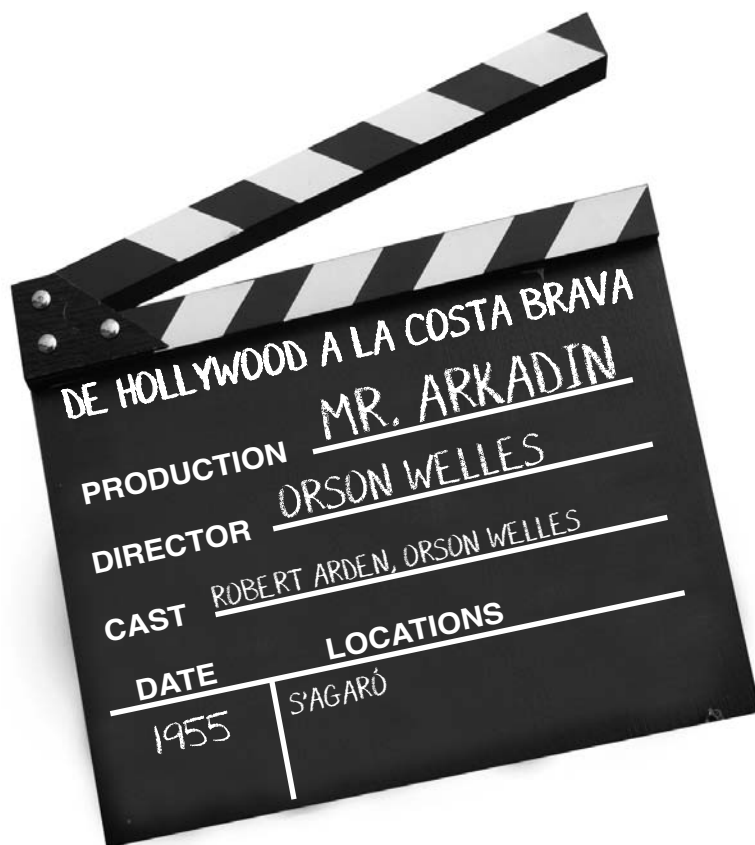 DE HOLLYWOOD A LA COSTA BRAVA
PRODUCTION MR. ARKADIN
DIRECTOR ORSON WELLES
CAST ROBERT ARDEN, ORSON WELLES
DATE LOCATIONS
1955 S'AGARÓ